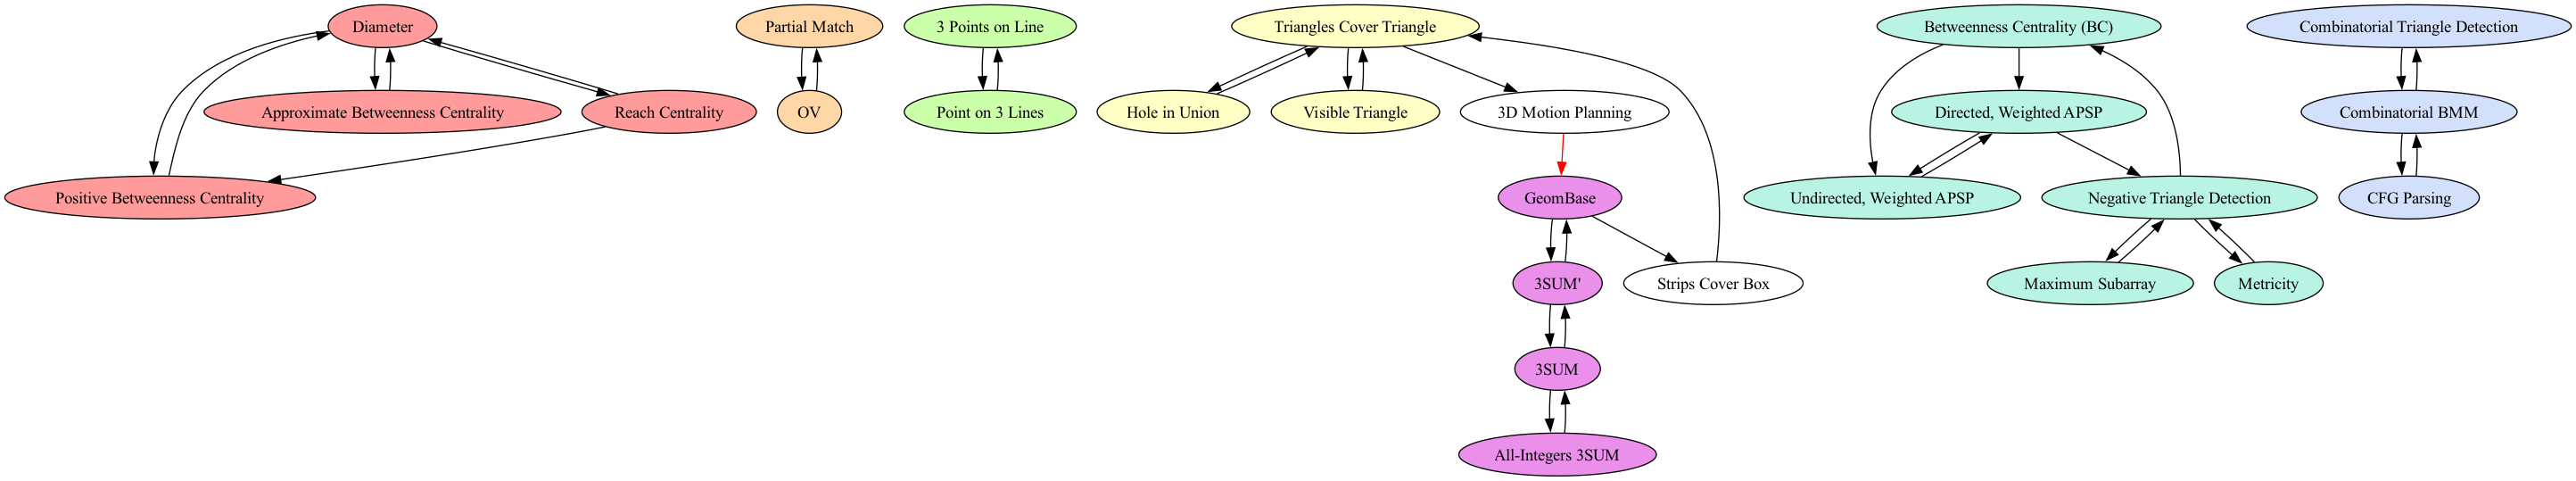 Diameter
Partial Match
3 Points on Line
Triangles Cover Triangle
Betweenness Centrality (BC)
Combinatorial Triangle Detection
Approximate Betweenness Centrality
Reach Centrality
OV
Point on 3 Lines
Hole in Union
Visible Triangle
3D Motion Planning
Directed, Weighted APSP
Combinatorial BMM
Positive Betweenness Centrality
GeomBase
Undirected, Weighted APSP
Negative Triangle Detection
CFG Parsing
3SUM'
Strips Cover Box
Maximum Subarray
Metricity
3SUM
All-Integers 3SUM